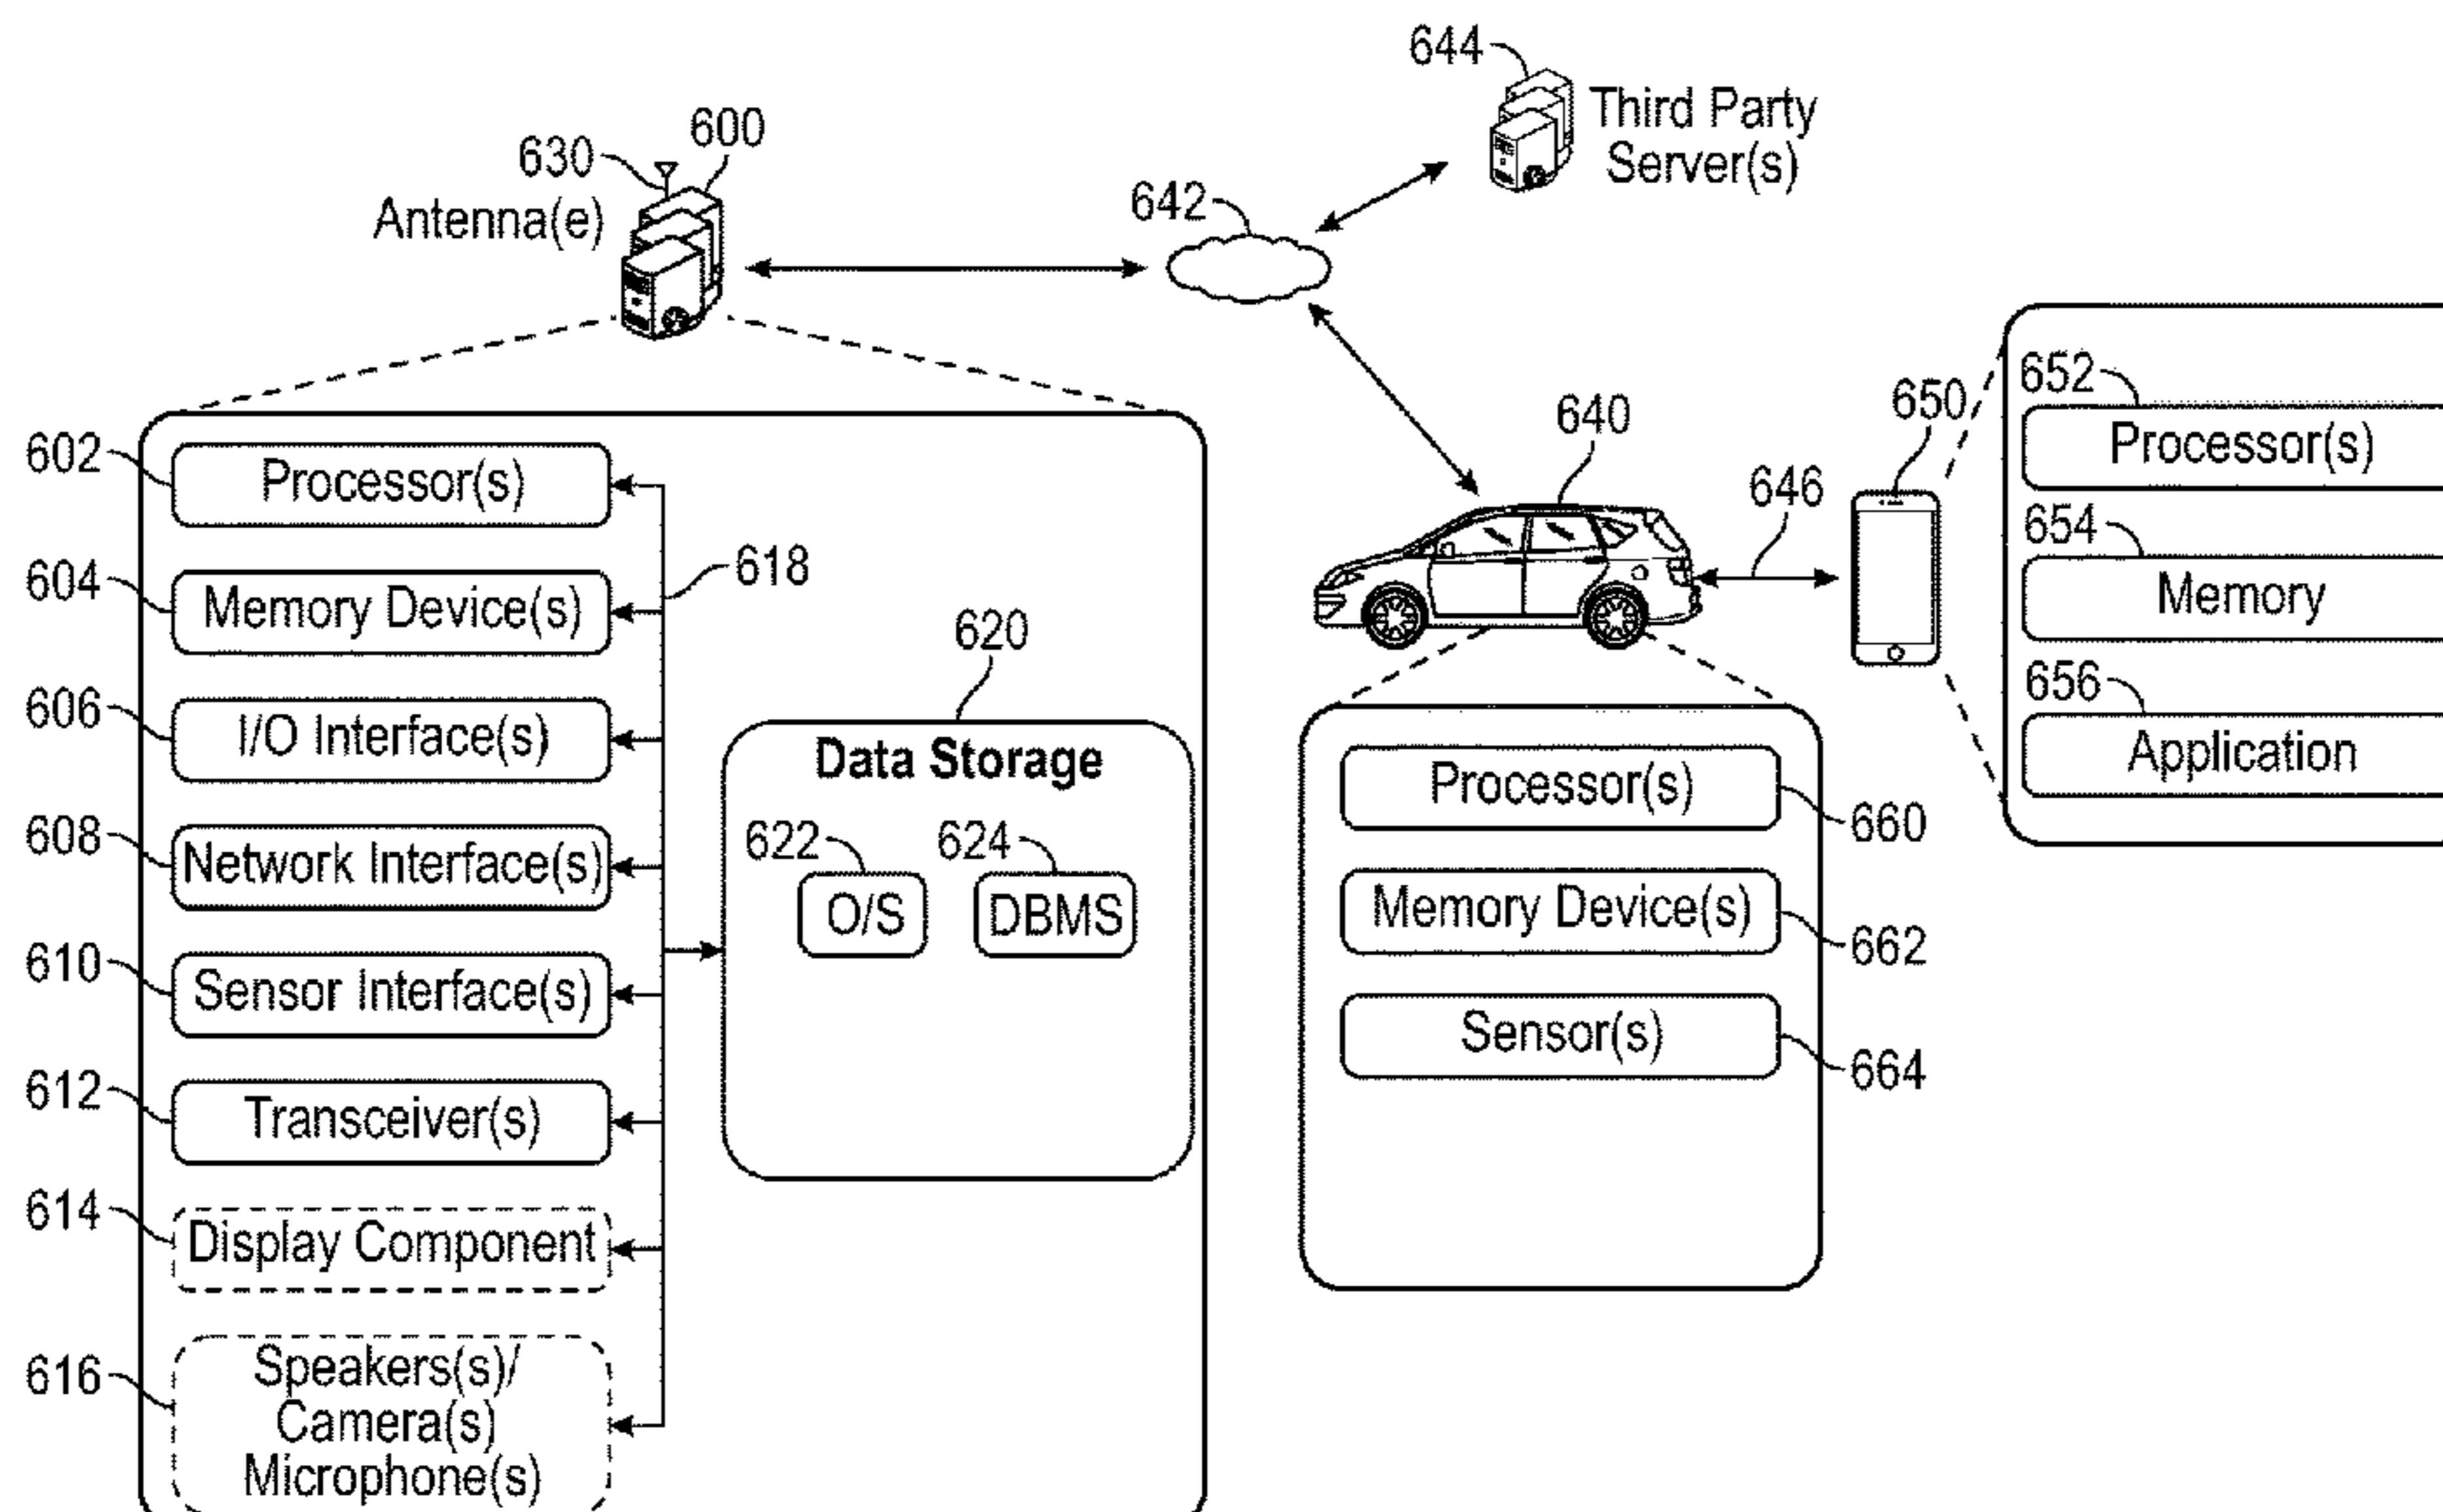 644
Third Party
Server(s)
630
600
Antenna(e)
642
602
Processor(s)
604
Memory Device(s)
606
I/O Interface(s)
608
Network Interface(s)
610
Sensor Interface(s)
612
Transceiver(s)
614
Display Component
616
Speakers(s)/
Camera(s)
Microphone(s)
618
620
Data Storage
622
624
O/S
DBMS
640
646
650
652
Processor(s)
654
Memory
656
Application
Processor(s)
660
Memory Device(s)
662
Sensor(s)
664